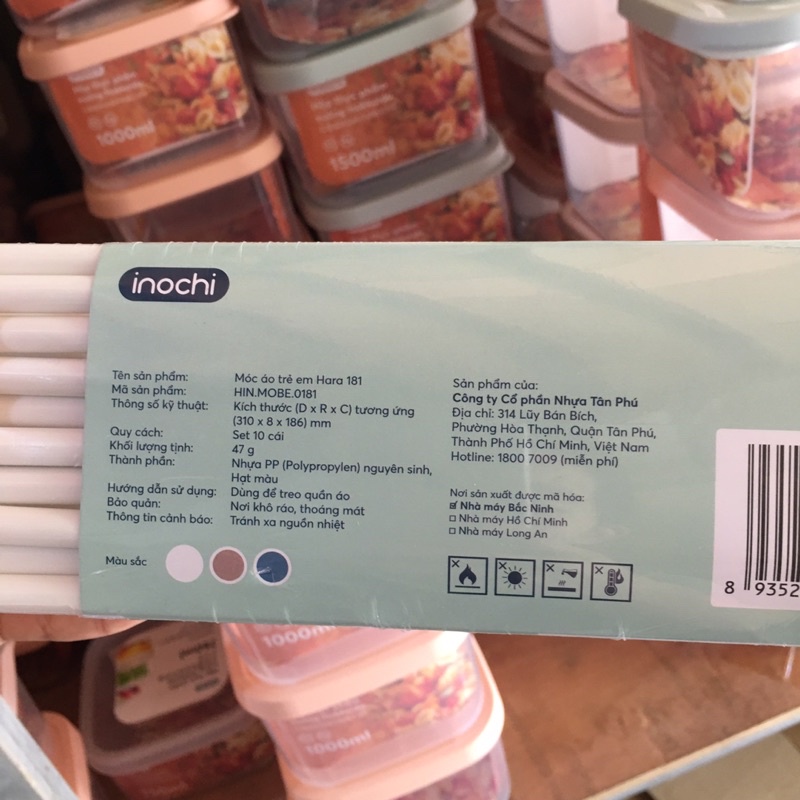 1000ml
1500ml
inochi
Tên sản phẩm: Móc áo trẻ em Hara 181
Mã sản phẩm: HIN.MOBE.0181
Thông số kỹ thuật: Kích thước (D x R x C) tương ứng
(310 x 8 x 186) mm
Quy cách: Set 10 cái
Khối lượng tịnh: 47 g
Thành phần: Nhựa PP (Polypropylen) nguyên sinh,
Hạt màu
Hướng dẫn sử dụng: Dùng để treo quần áo
Bảo quản: Nơi khô ráo, thoáng mát
Thông tin cảnh báo: Tránh xa nguồn nhiệt
Màu sắc
Sản phẩm của:
Công ty Cổ phần Nhựa Tân Phú
Địa chỉ: 314 Lũy Bán Bích,
Phường Hòa Thạnh, Quận Tân Phú,
Thành Phố Hồ Chí Minh, Việt Nam
Hotline: 1800 7009 (miễn phí)
Nơi sản xuất được mã hóa:
Nhà máy Bắc Ninh
Nhà máy Hồ Chí Minh
Nhà máy Long An
8 9352
1000ml
1000ml